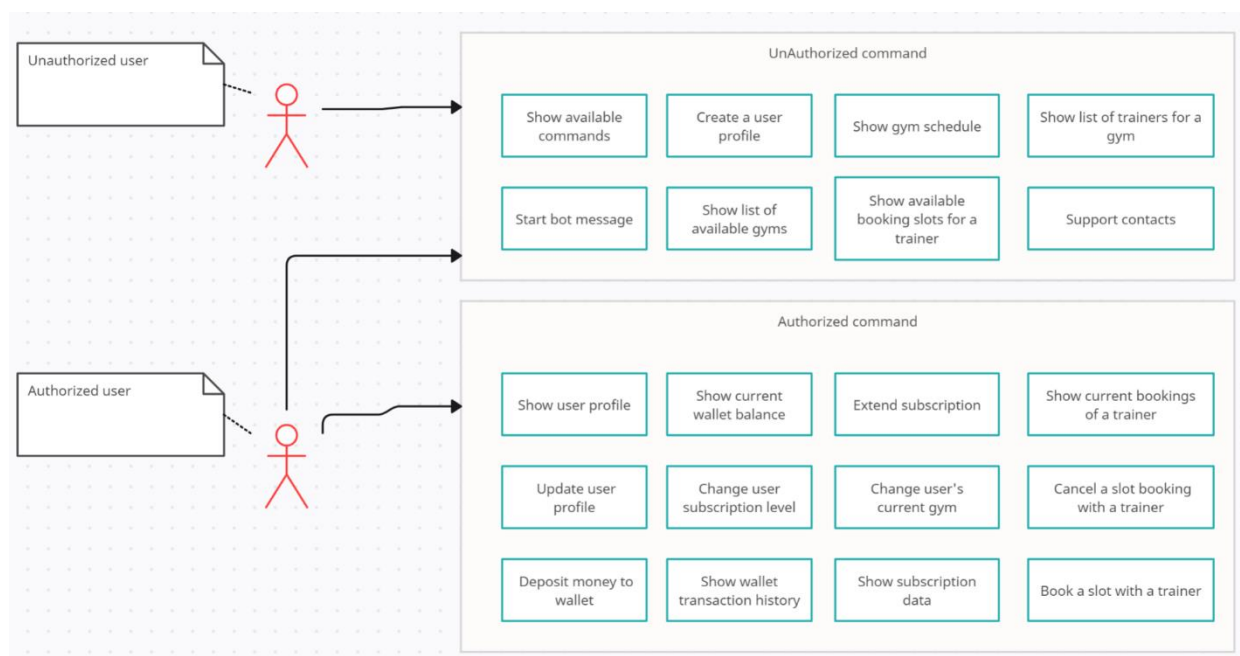 Unauthorized user
UnAuthorized command
Show available
commands
Create a user
profile
Show gym schedule
Show list of trainers for a
gym
Start bot message
Show list of
available gyms
Show available
booking slots for a
trainer
Support contacts
Authorized user
Authorized command
Show user profile
Show current
wallet balance
Extend subscription
Show current bookings
of a trainer
Update user
profile
Change user
subscription level
Change user's
current gym
Cancel a slot booking
with a trainer
Deposit money to
wallet
Show wallet
transaction history
Show subscription
data
Book a slot with a trainer